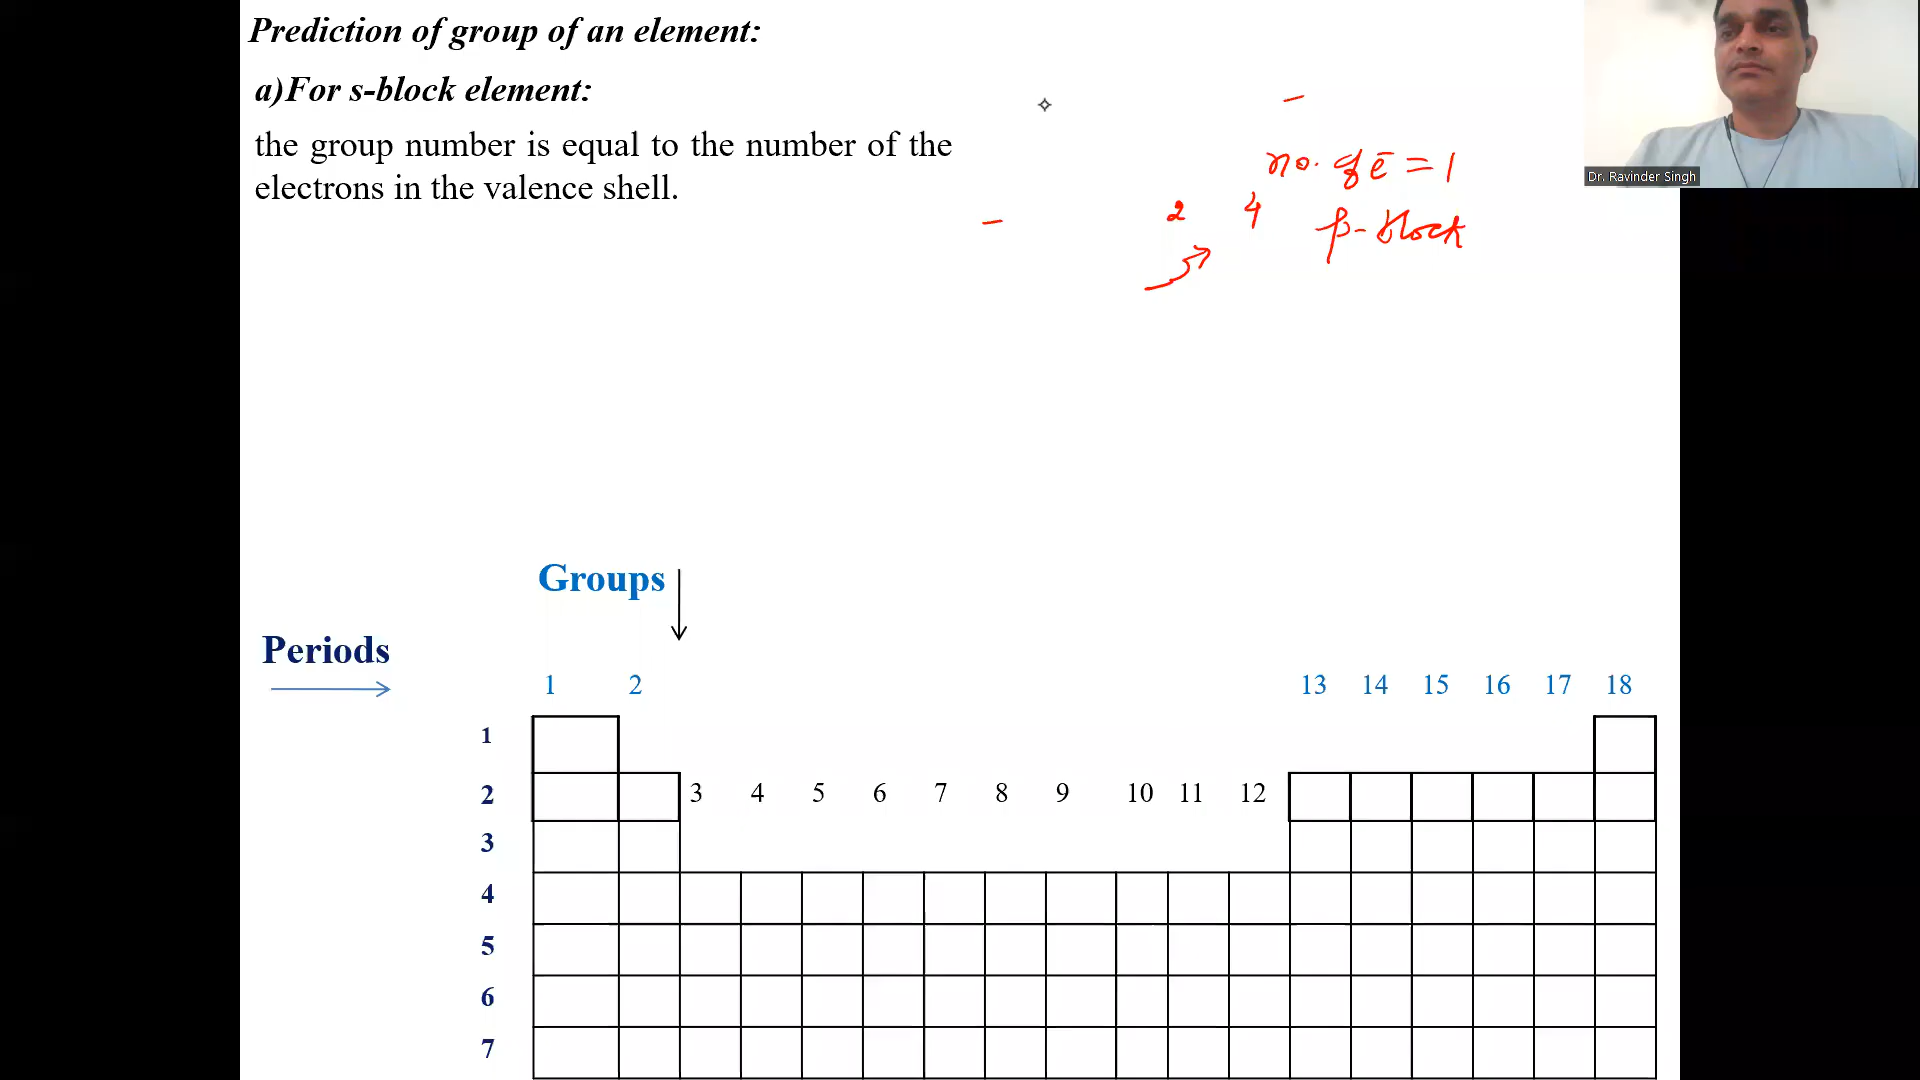 Prediction of group of an element:
a)For s-block element:
the group number is equal to the number of the
electrons in the valence shell.
no. of e̅ = 1
2 4 p-block
Dr. Ravinder Singh
Groups
Periods
1 2 13 14 15 16 17 18
1
2 3 4 5 6 7 8 9 10 11 12
3
4
5
6
7